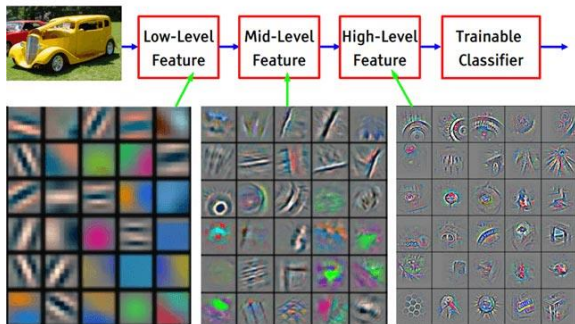 Low-Level
Feature
Mid-Level
Feature
High-Level
Feature
Trainable
Classifier